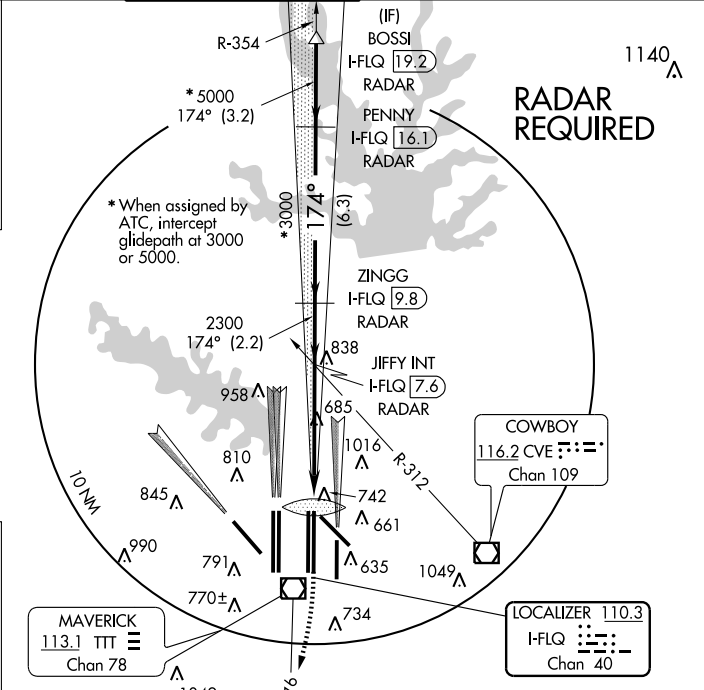 R-354
(IF)
BOSSI
I-FLQ 19.2
RADAR
1140
*5000
174° (3.2)
PENNY
I-FLQ 16.1
RADAR
RADAR
REQUIRED
*When assigned by
ATC, intercept
glidepath at 3000
or 5000.
*3000
174°
(6.3)
ZINGG
I-FLQ 9.8
RADAR
2300
174° (2.2)
838
JIFFY INT
I-FLQ 7.6
RADAR
958
685
COWBOY
116.2 CVE
Chan 109
810
1016
R-312
10 NM
845
742
661
990
791
635
1049
770±
734
MAVERICK
113.1 TTT
Chan 78
LOCALIZER 110.3
I-FLQ
Chan 40